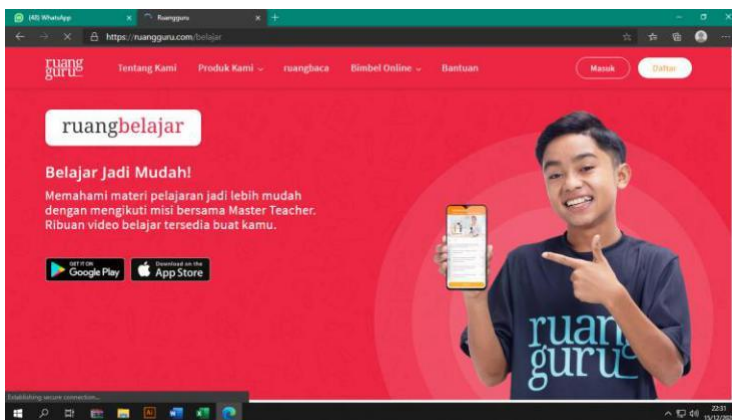 (40) WhatsApp
Ruangguru
https://ruangguru.com/belajar
ruang
guru
Tentang Kami
Produk Kami
ruangbaca
Bimbel Online
Bantuan
Masuk
Daftar
ruangbelajar
Belajar Jadi Mudah!
Memahami materi pelajaran jadi lebih mudah
dengan mengikuti misi bersama Master Teacher.
Ribuan video belajar tersedia buat kamu.
GET IT ON
Google Play
Download on the
App Store
ruang
guru
Establishing secure connection...
Ai
22:31